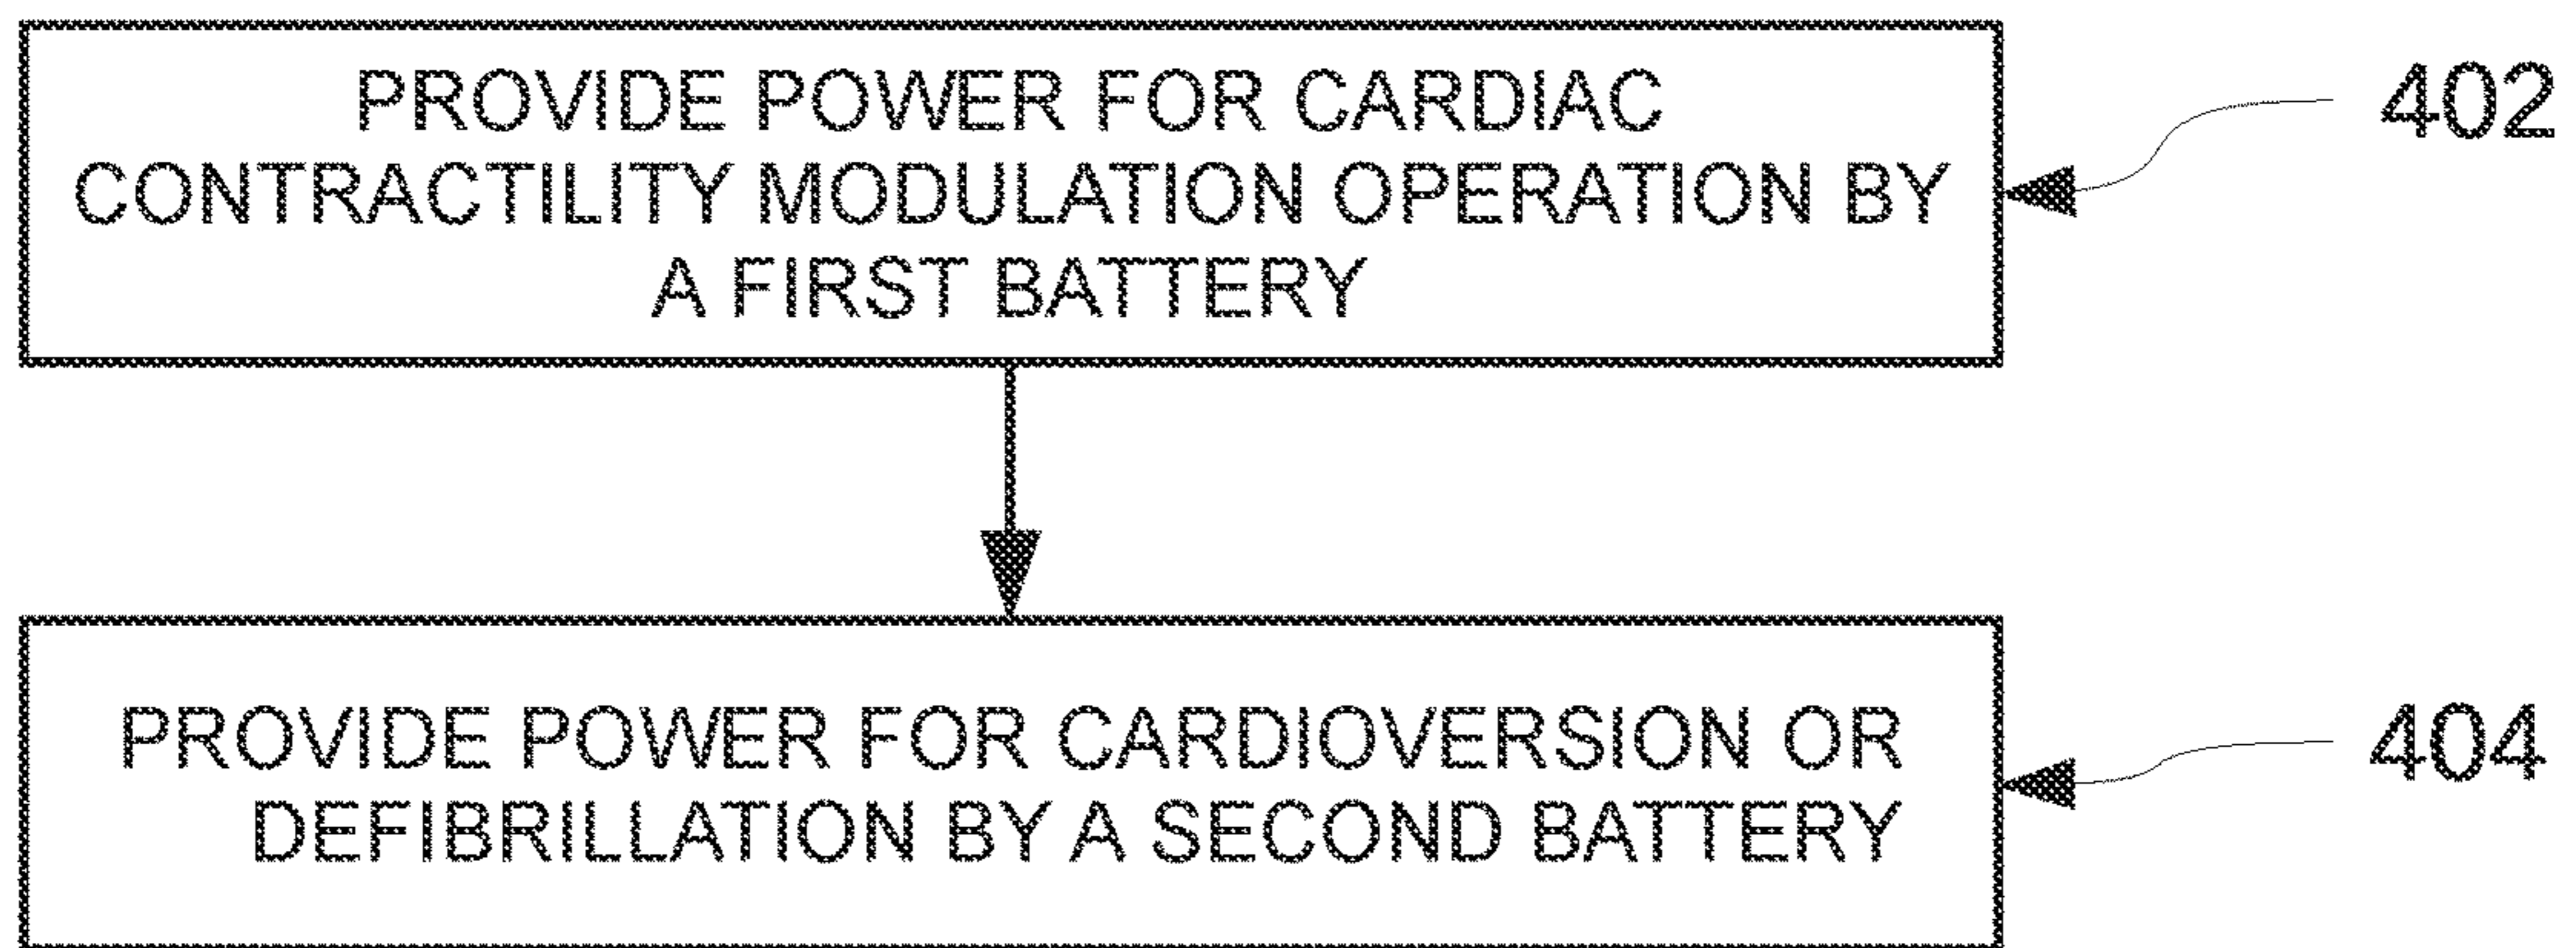 PROVIDE POWER FOR CARDIAC
CONTRACTILITY MODULATION OPERATION BY
A FIRST BATTERY
402
PROVIDE POWER FOR CARDIOVERSION OR
DEFIBRILLATION BY A SECOND BATTERY
404